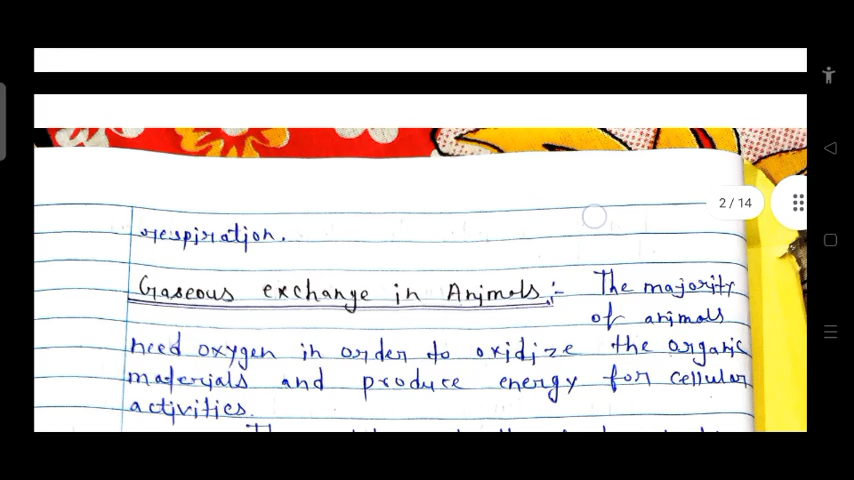 2/14
respiration.
Gaseous exchange in Animals :- The majority
of animals
need oxygen in order to oxidize the organic
materials and produce energy for cellular
activities.